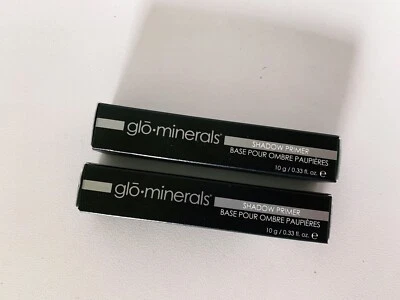 glō·minerals®
SHADOW PRIMER
BASE POUR OMBRE PAUPIÈRES
10 g / 0.33 fl. oz. ℮
glō·minerals®
SHADOW PRIMER
BASE POUR OMBRE PAUPIÈRES
10 g / 0.33 fl. oz. ℮